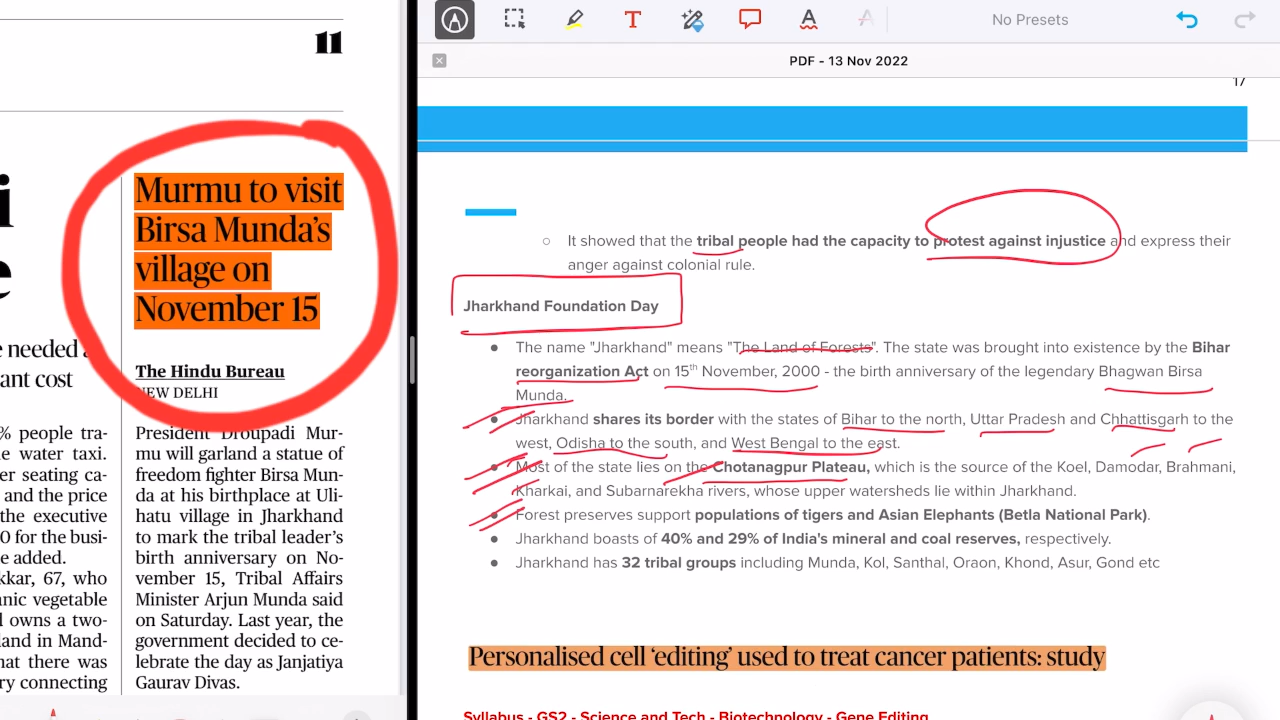 11
i
e
e needed a
ant cost
% people tra-
e water taxi.
er seating ca-
and the price
the executive
0 for the busi-
e added.
kkar, 67, who
anic vegetable
l owns a two-
land in Mand-
hat there was
ry connecting
Murmu to visit
Birsa Munda's
village on
November 15
The Hindu Bureau
NEW DELHI
President Droupadi Mur-
mu will garland a statue of
freedom fighter Birsa Mun-
da at his birthplace at Uli-
hatu village in Jharkhand
to mark the tribal leader's
birth anniversary on No-
vember 15, Tribal Affairs
Minister Arjun Munda said
on Saturday. Last year, the
government decided to ce-
lebrate the day as Janjatiya
Gaurav Divas.
T A A No Presets
PDF - 13 Nov 2022
17
○ It showed that the tribal people had the capacity to protest against injustice and express their
anger against colonial rule.
Jharkhand Foundation Day
● The name "Jharkhand" means "The Land of Forests". The state was brought into existence by the Bihar
reorganization Act on 15th November, 2000 - the birth anniversary of the legendary Bhagwan Birsa
Munda.
● Jharkhand shares its border with the states of Bihar to the north, Uttar Pradesh and Chhattisgarh to the
west, Odisha to the south, and West Bengal to the east.
● Most of the state lies on the Chotanagpur Plateau, which is the source of the Koel, Damodar, Brahmani,
Kharkai, and Subarnarekha rivers, whose upper watersheds lie within Jharkhand.
● Forest preserves support populations of tigers and Asian Elephants (Betla National Park).
● Jharkhand boasts of 40% and 29% of India's mineral and coal reserves, respectively.
● Jharkhand has 32 tribal groups including Munda, Kol, Santhal, Oraon, Khond, Asur, Gond etc
Personalised cell 'editing' used to treat cancer patients: study
Syllabus - GS2 - Science and Tech - Biotechnology - Gene Editing